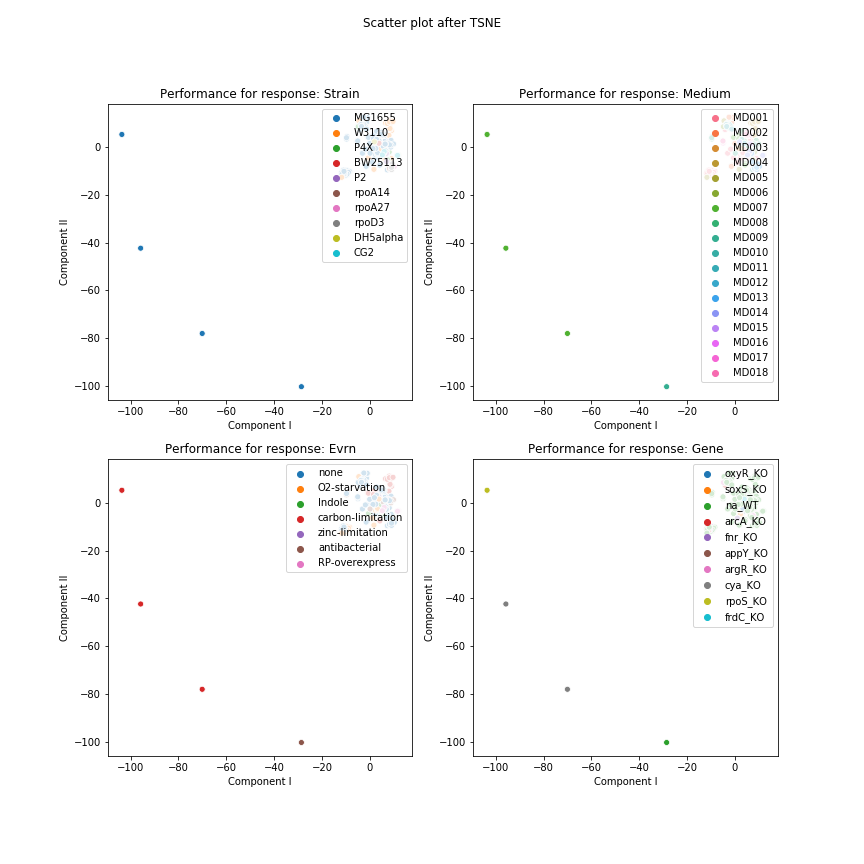 Scatter plot after TSNE
Performance for response: Strain
Component II
0
−20
−40
−60
−80
−100
−100
−80
−60
−40
−20
0
Component I
MG1655
W3110
P4X
BW25113
P2
rpoA14
rpoA27
rpoD3
DH5alpha
CG2
Performance for response: Medium
Component II
0
−20
−40
−60
−80
−100
−100
−80
−60
−40
−20
0
Component I
MD001
MD002
MD003
MD004
MD005
MD006
MD007
MD008
MD009
MD010
MD011
MD012
MD013
MD014
MD015
MD016
MD017
MD018
Performance for response: Evrn
Component II
0
−20
−40
−60
−80
−100
−100
−80
−60
−40
−20
0
Component I
none
O2-starvation
Indole
carbon-limitation
zinc-limitation
antibacterial
RP-overexpress
Performance for response: Gene
Component II
0
−20
−40
−60
−80
−100
−100
−80
−60
−40
−20
0
Component I
oxyR_KO
soxS_KO
na_WT
arcA_KO
fnr_KO
appY_KO
argR_KO
cya_KO
rpoS_KO
frdC_KO